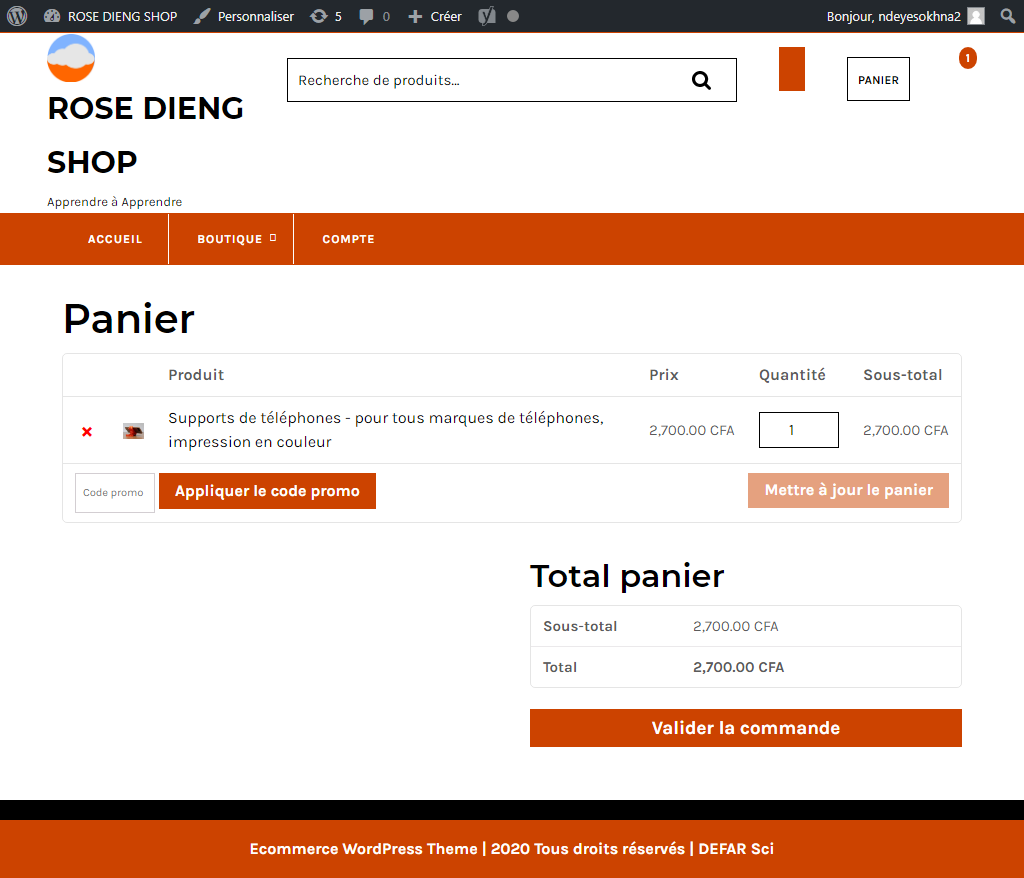 ROSE DIENG SHOP Personnaliser 5 0 Créer Bonjour, ndeyesokhna2
ROSE DIENG
SHOP
Apprendre à Apprendre
Recherche de produits...
PANIER
1
ACCUEIL BOUTIQUE COMPTE
Panier
Produit Prix Quantité Sous-total
Supports de téléphones - pour tous marques de téléphones,
impression en couleur
2,700.00 CFA 1 2,700.00 CFA
Code promo Appliquer le code promo Mettre à jour le panier
Total panier
Sous-total 2,700.00 CFA
Total 2,700.00 CFA
Valider la commande
Ecommerce WordPress Theme | 2020 Tous droits réservés | DEFAR Sci